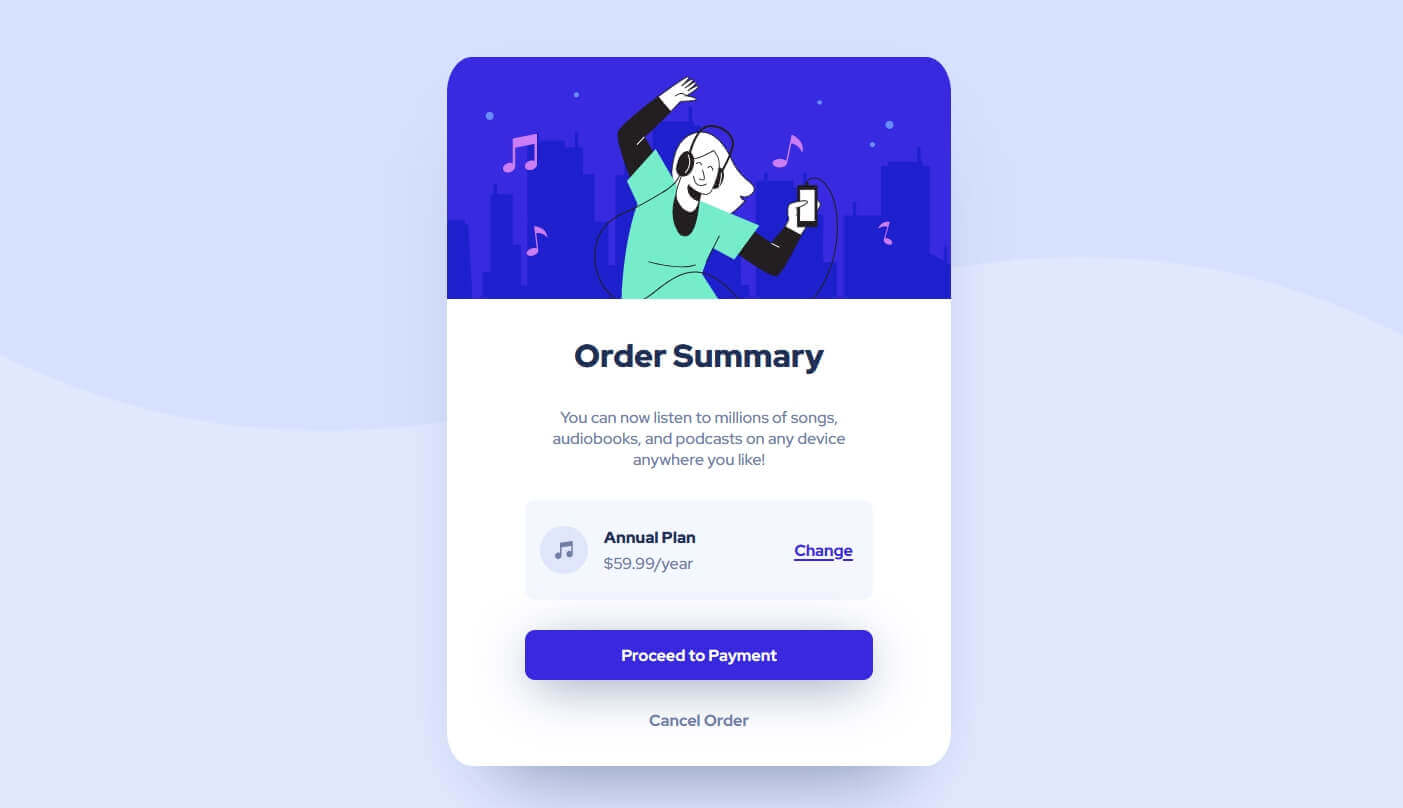 Order Summary
You can now listen to millions of songs,
audiobooks, and podcasts on any device
anywhere you like!
Annual Plan
$59.99/year
Change
Proceed to Payment
Cancel Order